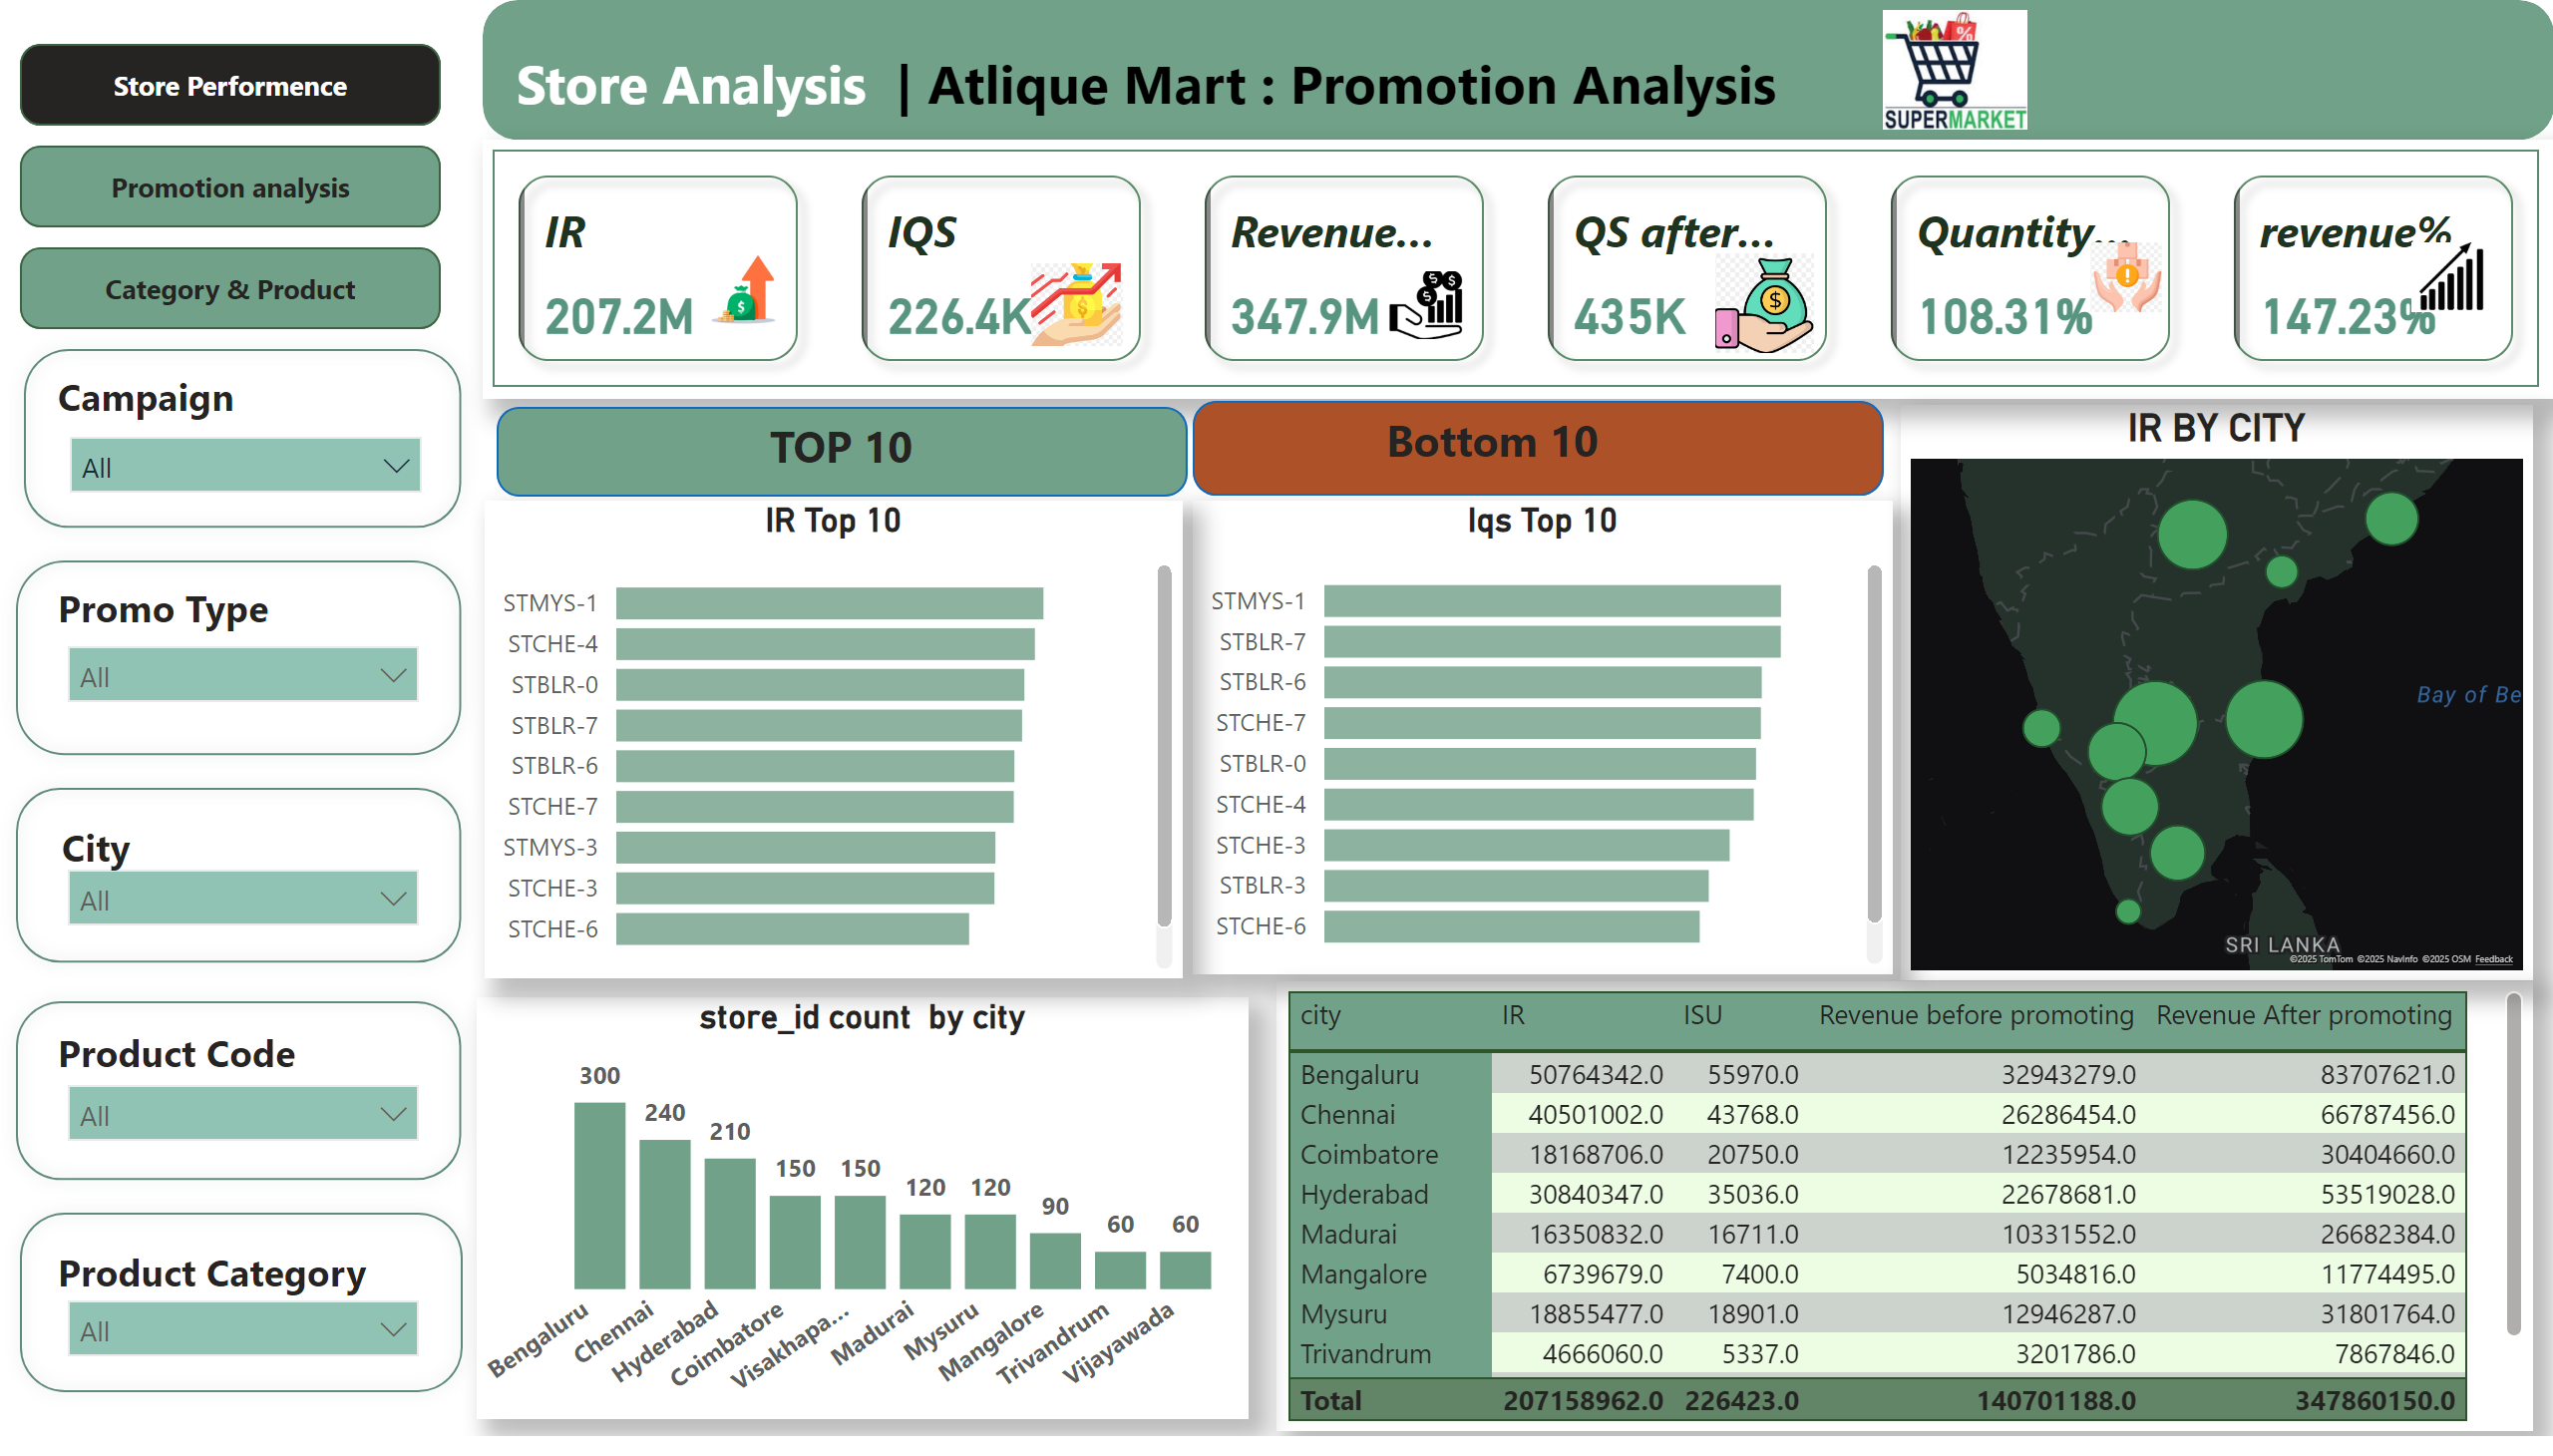 Store Performence
Promotion analysis
Category & Product
Campaign
All
Promo Type
All
City
All
Product Code
All
Product Category
All
Store Analysis | Atlique Mart : Promotion Analysis
SUPERMARKET
IR
207.2M
IQS
226.4K
Revenue...
347.9M
QS after...
435K
Quantity...
108.31%
revenue%
147.23%
TOP 10
Bottom 10
IR Top 10
STMYS-1
STCHE-4
STBLR-0
STBLR-7
STBLR-6
STCHE-7
STMYS-3
STCHE-3
STCHE-6
Iqs Top 10
STMYS-1
STBLR-7
STBLR-6
STCHE-7
STBLR-0
STCHE-4
STCHE-3
STBLR-3
STCHE-6
IR BY CITY
Bay of Be
SRI LANKA
©2025 TomTom ©2025 NavInfo ©2025 OSM Feedback
store_id count by city
300
240
210
150
150
120
120
90
60
60
Bengaluru
Chennai
Hyderabad
Coimbatore
Visakhapa...
Madurai
Mysuru
Mangalore
Trivandrum
Vijayawada
city IR ISU Revenue before promoting Revenue After promoting
Bengaluru 50764342.0 55970.0 32943279.0 83707621.0
Chennai 40501002.0 43768.0 26286454.0 66787456.0
Coimbatore 18168706.0 20750.0 12235954.0 30404660.0
Hyderabad 30840347.0 35036.0 22678681.0 53519028.0
Madurai 16350832.0 16711.0 10331552.0 26682384.0
Mangalore 6739679.0 7400.0 5034816.0 11774495.0
Mysuru 18855477.0 18901.0 12946287.0 31801764.0
Trivandrum 4666060.0 5337.0 3201786.0 7867846.0
Total 207158962.0 226423.0 140701188.0 347860150.0